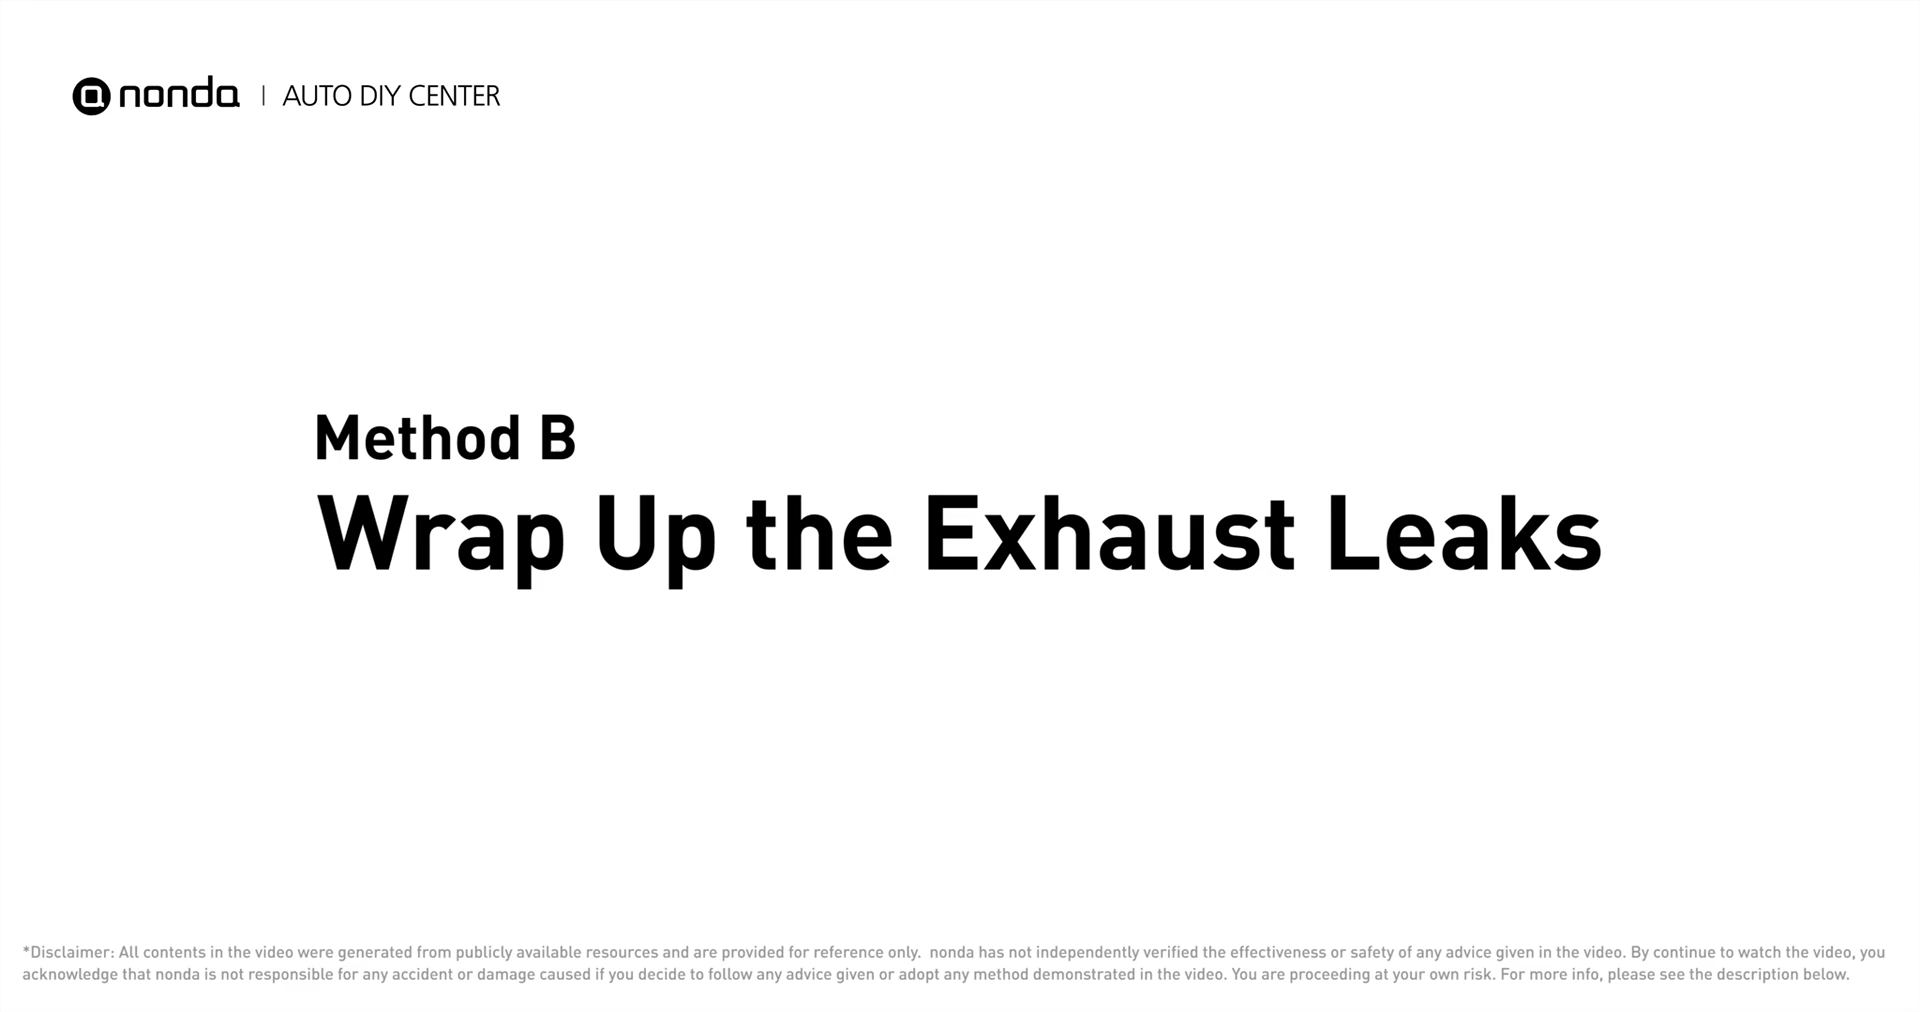 nonda | AUTO DIY CENTER
Method B
Wrap Up the Exhaust Leaks
*Disclaimer: All contents in the video were generated from publicly available resources and are provided for reference only.  nonda has not independently verified the effectiveness or safety of any advice given in the video. By continue to watch the video, you
acknowledge that nonda is not responsible for any accident or damage caused if you decide to follow any advice given or adopt any method demonstrated in the video. You are proceeding at your own risk. For more info, please see the description below.